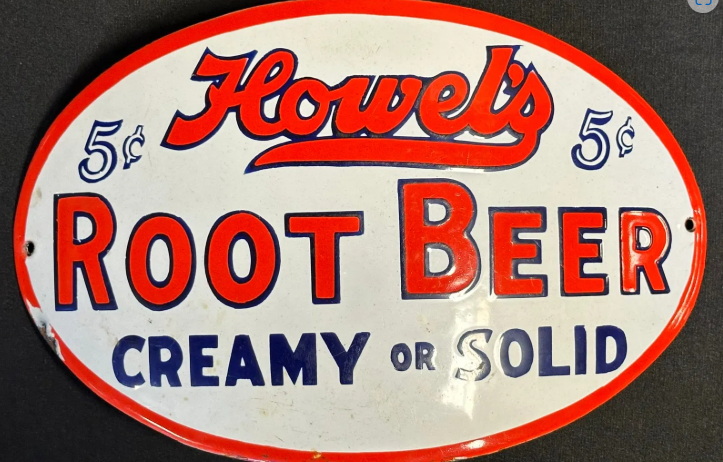 Howel's
5¢ 5¢
ROOT BEER
CREAMY OR SOLID